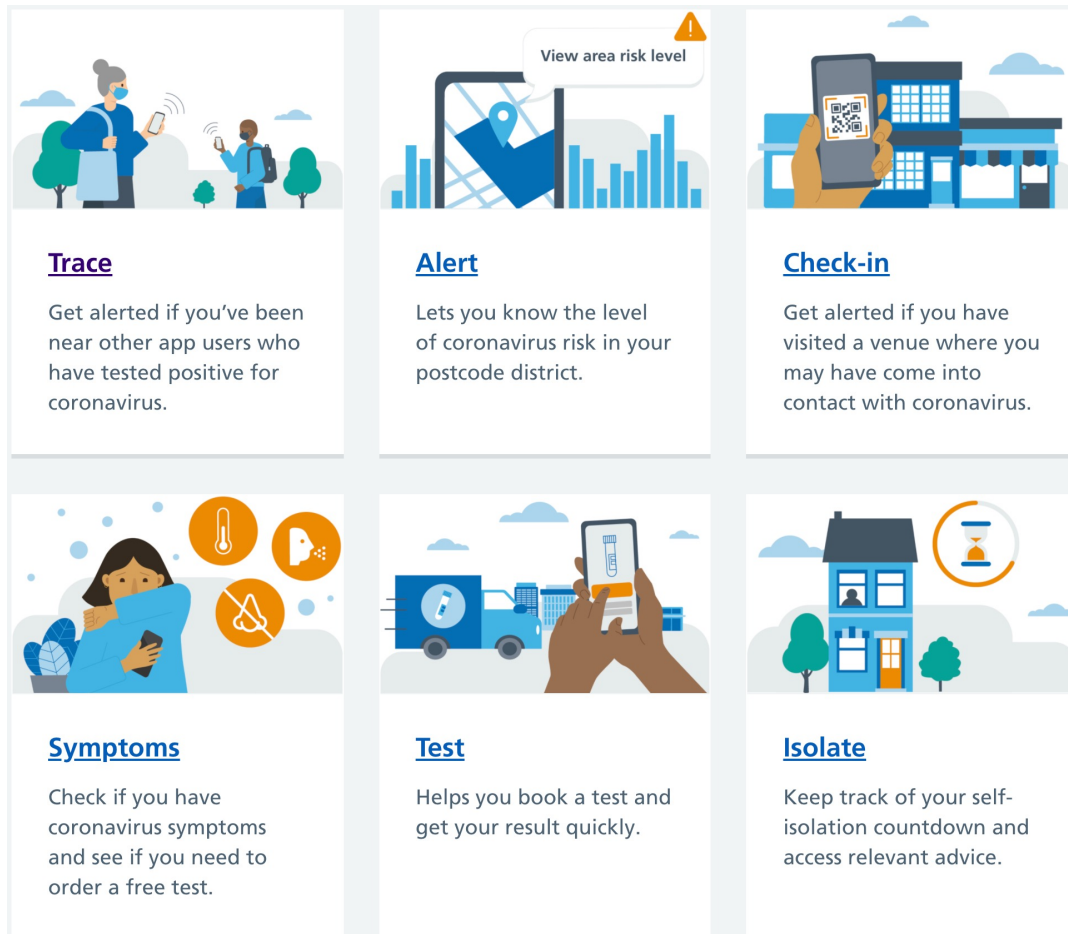 View area risk level
Trace
Get alerted if you’ve been
near other app users who
have tested positive for
coronavirus.
Alert
Lets you know the level
of coronavirus risk in your
postcode district.
Check-in
Get alerted if you have
visited a venue where you
may have come into
contact with coronavirus.
Symptoms
Check if you have
coronavirus symptoms
and see if you need to
order a free test.
Test
Helps you book a test and
get your result quickly.
Isolate
Keep track of your self-
isolation countdown and
access relevant advice.